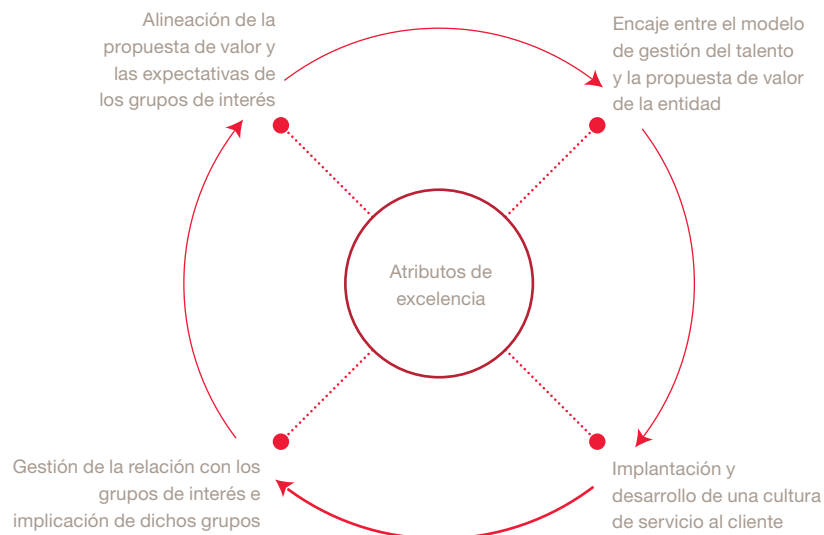 Alineación de la
propuesta de valor y
las expectativas de
los grupos de interés
Encaje entre el modelo
de gestión del talento
y la propuesta de valor
de la entidad
Atributos de
excelencia
Gestión de la relación con los
grupos de interés e
implicación de dichos grupos
Implantación y
desarrollo de una cultura
de servicio al cliente